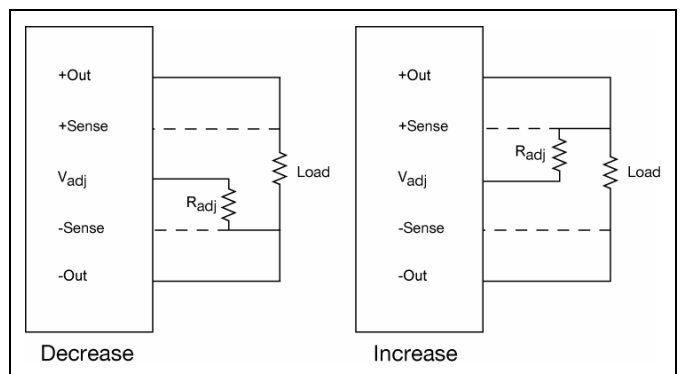 +Out
+Sense
Vadj
Radj
Load
-Sense
-Out
Decrease
+Out
+Sense
Radj
Vadj
Load
-Sense
-Out
Increase